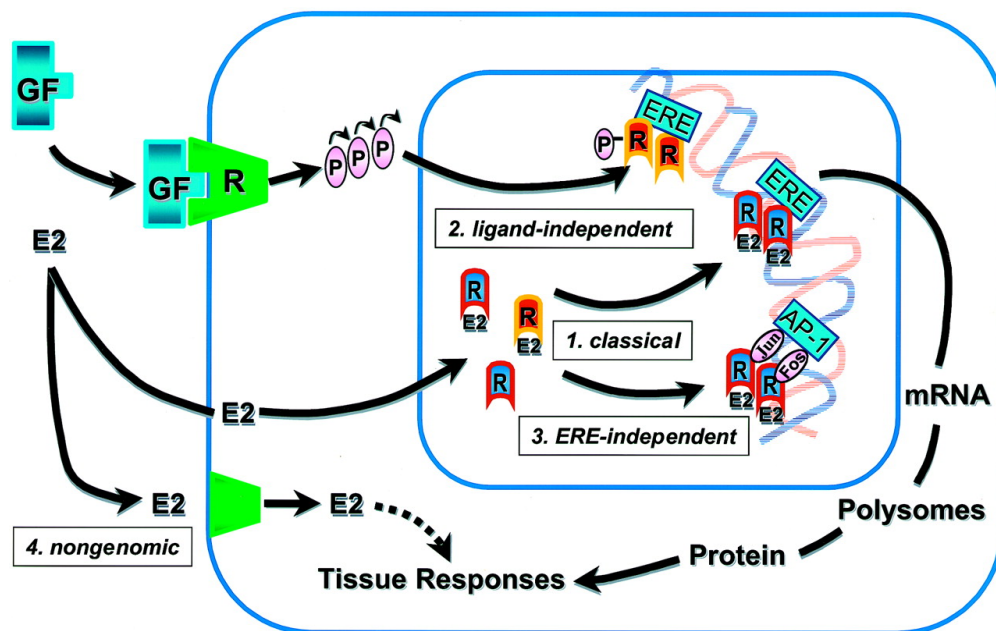 GF
GF
R
P
P
P
E2
P
R
R
ERE
ERE
R
R
E2
E2
2. ligand-independent
R
E2
R
E2
R
1. classical
AP-1
Jun
Fos
R
R
E2
E2
3. ERE-independent
E2
mRNA
E2
E2
4. nongenomic
Polysomes
Protein
Tissue Responses